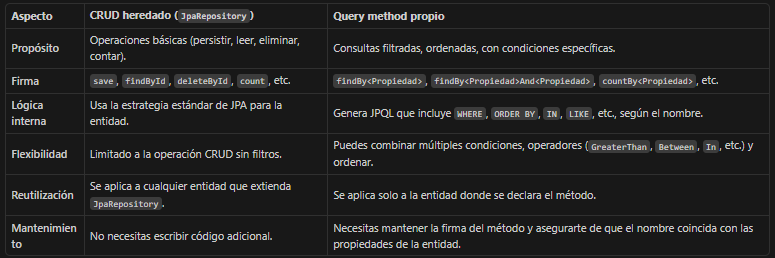 Aspecto CRUD heredado (JpaRepository) Query method propio
Propósito Operaciones básicas (persistir, leer, eliminar, contar). Consultas filtradas, ordenadas, con condiciones específicas.
Firma save, findById, deleteById, count, etc. findBy<Propiedad>, findBy<Propiedad>And<Propiedad>, countBy<Propiedad>, etc.
Lógica interna Usa la estrategia estándar de JPA para la entidad. Genera JPQL que incluye WHERE, ORDER BY, IN, LIKE, etc., según el nombre.
Flexibilidad Limitado a la operación CRUD sin filtros. Puedes combinar múltiples condiciones, operadores (GreaterThan, Between, In, etc.) y ordenar.
Reutilización Se aplica a cualquier entidad que extienda JpaRepository. Se aplica solo a la entidad donde se declara el método.
Mantenimiento No necesitas escribir código adicional. Necesitas mantener la firma del método y asegurarte de que el nombre coincida con las propiedades de la entidad.